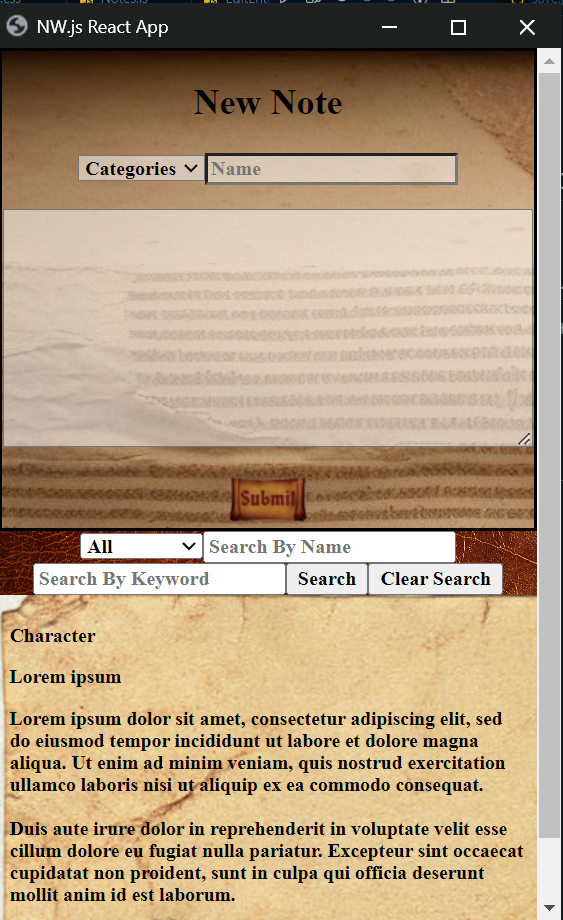 Notes.js
NW.js React App
New Note
Categories Name
Submit
All Search By Name
Search By Keyword Search Clear Search
Character
Lorem ipsum
Lorem ipsum dolor sit amet, consectetur adipiscing elit, sed
do eiusmod tempor incididunt ut labore et dolore magna
aliqua. Ut enim ad minim veniam, quis nostrud exercitation
ullamco laboris nisi ut aliquip ex ea commodo consequat.
Duis aute irure dolor in reprehenderit in voluptate velit esse
cillum dolore eu fugiat nulla pariatur. Excepteur sint occaecat
cupidatat non proident, sunt in culpa qui officia deserunt
mollit anim id est laborum.